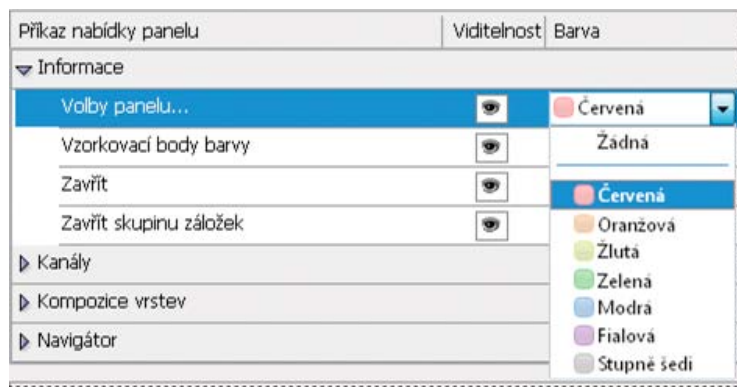 Příkaz nabídky panelu Viditelnost Barva
Informace
Volby panelu... Červená
Vzorkovací body barvy Žádná
Zavřít Červená
Zavřít skupinu záložek Oranžová
Žlutá
Kanály Zelená
Kompozice vrstev Modrá
Navigátor Fialová
Stupně šedi